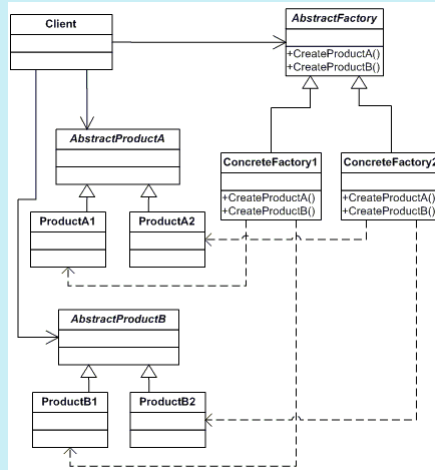 Client
AbstractFactory
+CreateProductA()
+CreateProductB()
AbstractProductA
ConcreteFactory1
+CreateProductA()
+CreateProductB()
ConcreteFactory2
+CreateProductA()
+CreateProductB()
ProductA1
ProductA2
AbstractProductB
ProductB1
ProductB2